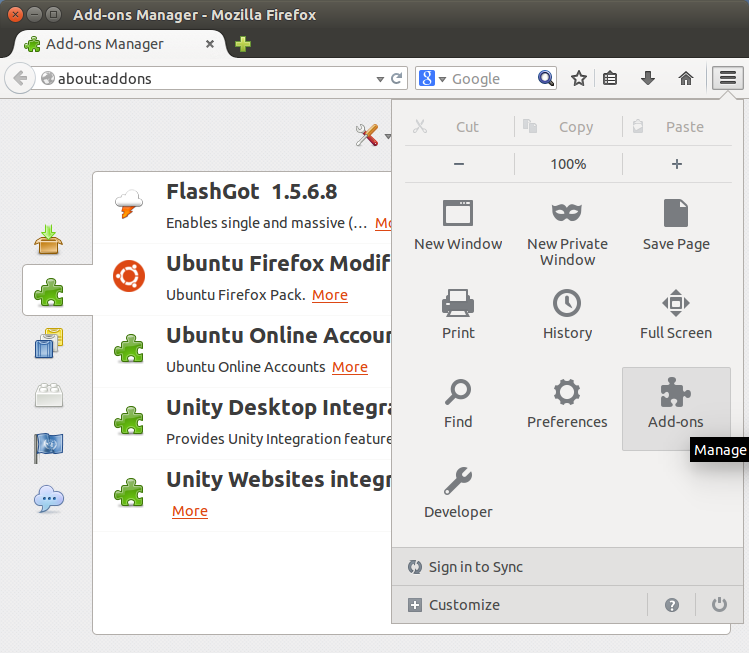 Add-ons Manager - Mozilla Firefox
Add-ons Manager
about:addons
Google
Cut Copy Paste
100%
FlashGot 1.5.6.8
Enables single and massive (...
Ubuntu Firefox Modif
Ubuntu Firefox Pack. More
Ubuntu Online Accou
Ubuntu Online Accounts More
Unity Desktop Integra
Provides Unity Integration feature
Unity Websites integr
More
New Window
New Private
Window
Save Page
Print
History
Full Screen
Find
Preferences
Add-ons
Manage
Developer
Sign in to Sync
Customize